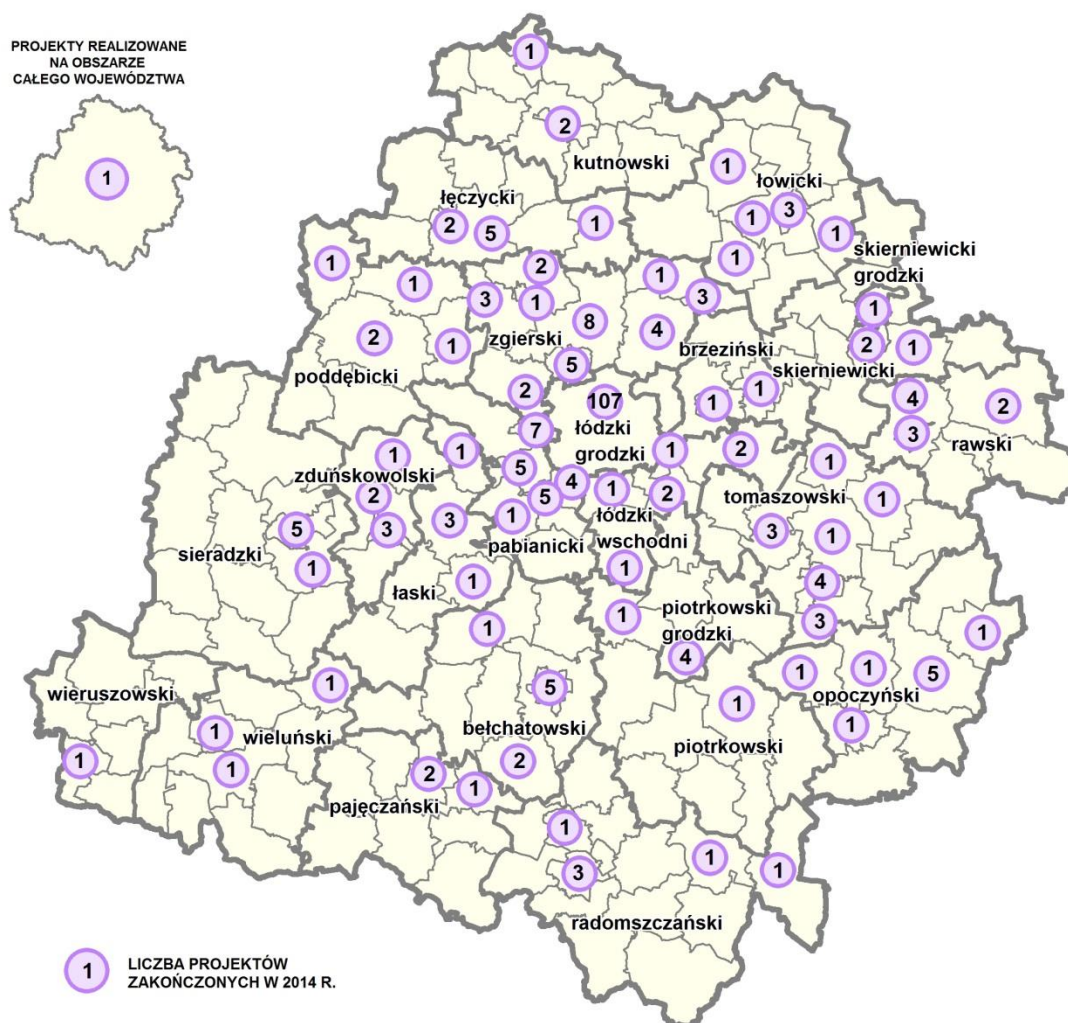 PROJEKTY REALIZOWANE
NA OBSZARZE
CAŁEGO WOJEWÓDZTWA
1
1
2
kutnowski
1
łowicki
łęczycki
2
5
1
1
3
1
skierniewicki
grodzki
1
1
1
2
1
3
3
1
1
8
4
2
zgierski
brzeziński
2
1
skierniewicki
1
poddębicki
5
4
2
2
107
1
1
łódzki
grodzki
7
3
rawski
1
1
zduńskowolski
5
1
2
1
tomaszowski
2
4
1
2
1
5
łódzki
3
3
1
5
3
1
sieradzki
pabianicki
wschodni
1
1
1
łaski
4
piotrkowski
grodzki
1
1
3
1
4
1
1
5
opoczyński
1
wieruszowski
1
5
1
1
wieluński
bełchatowski
piotrkowski
1
1
2
2
1
pajęczański
1
1
1
3
radomszczański
1
LICZBA PROJEKTÓW
ZAKOŃCZONYCH W 2014 R.